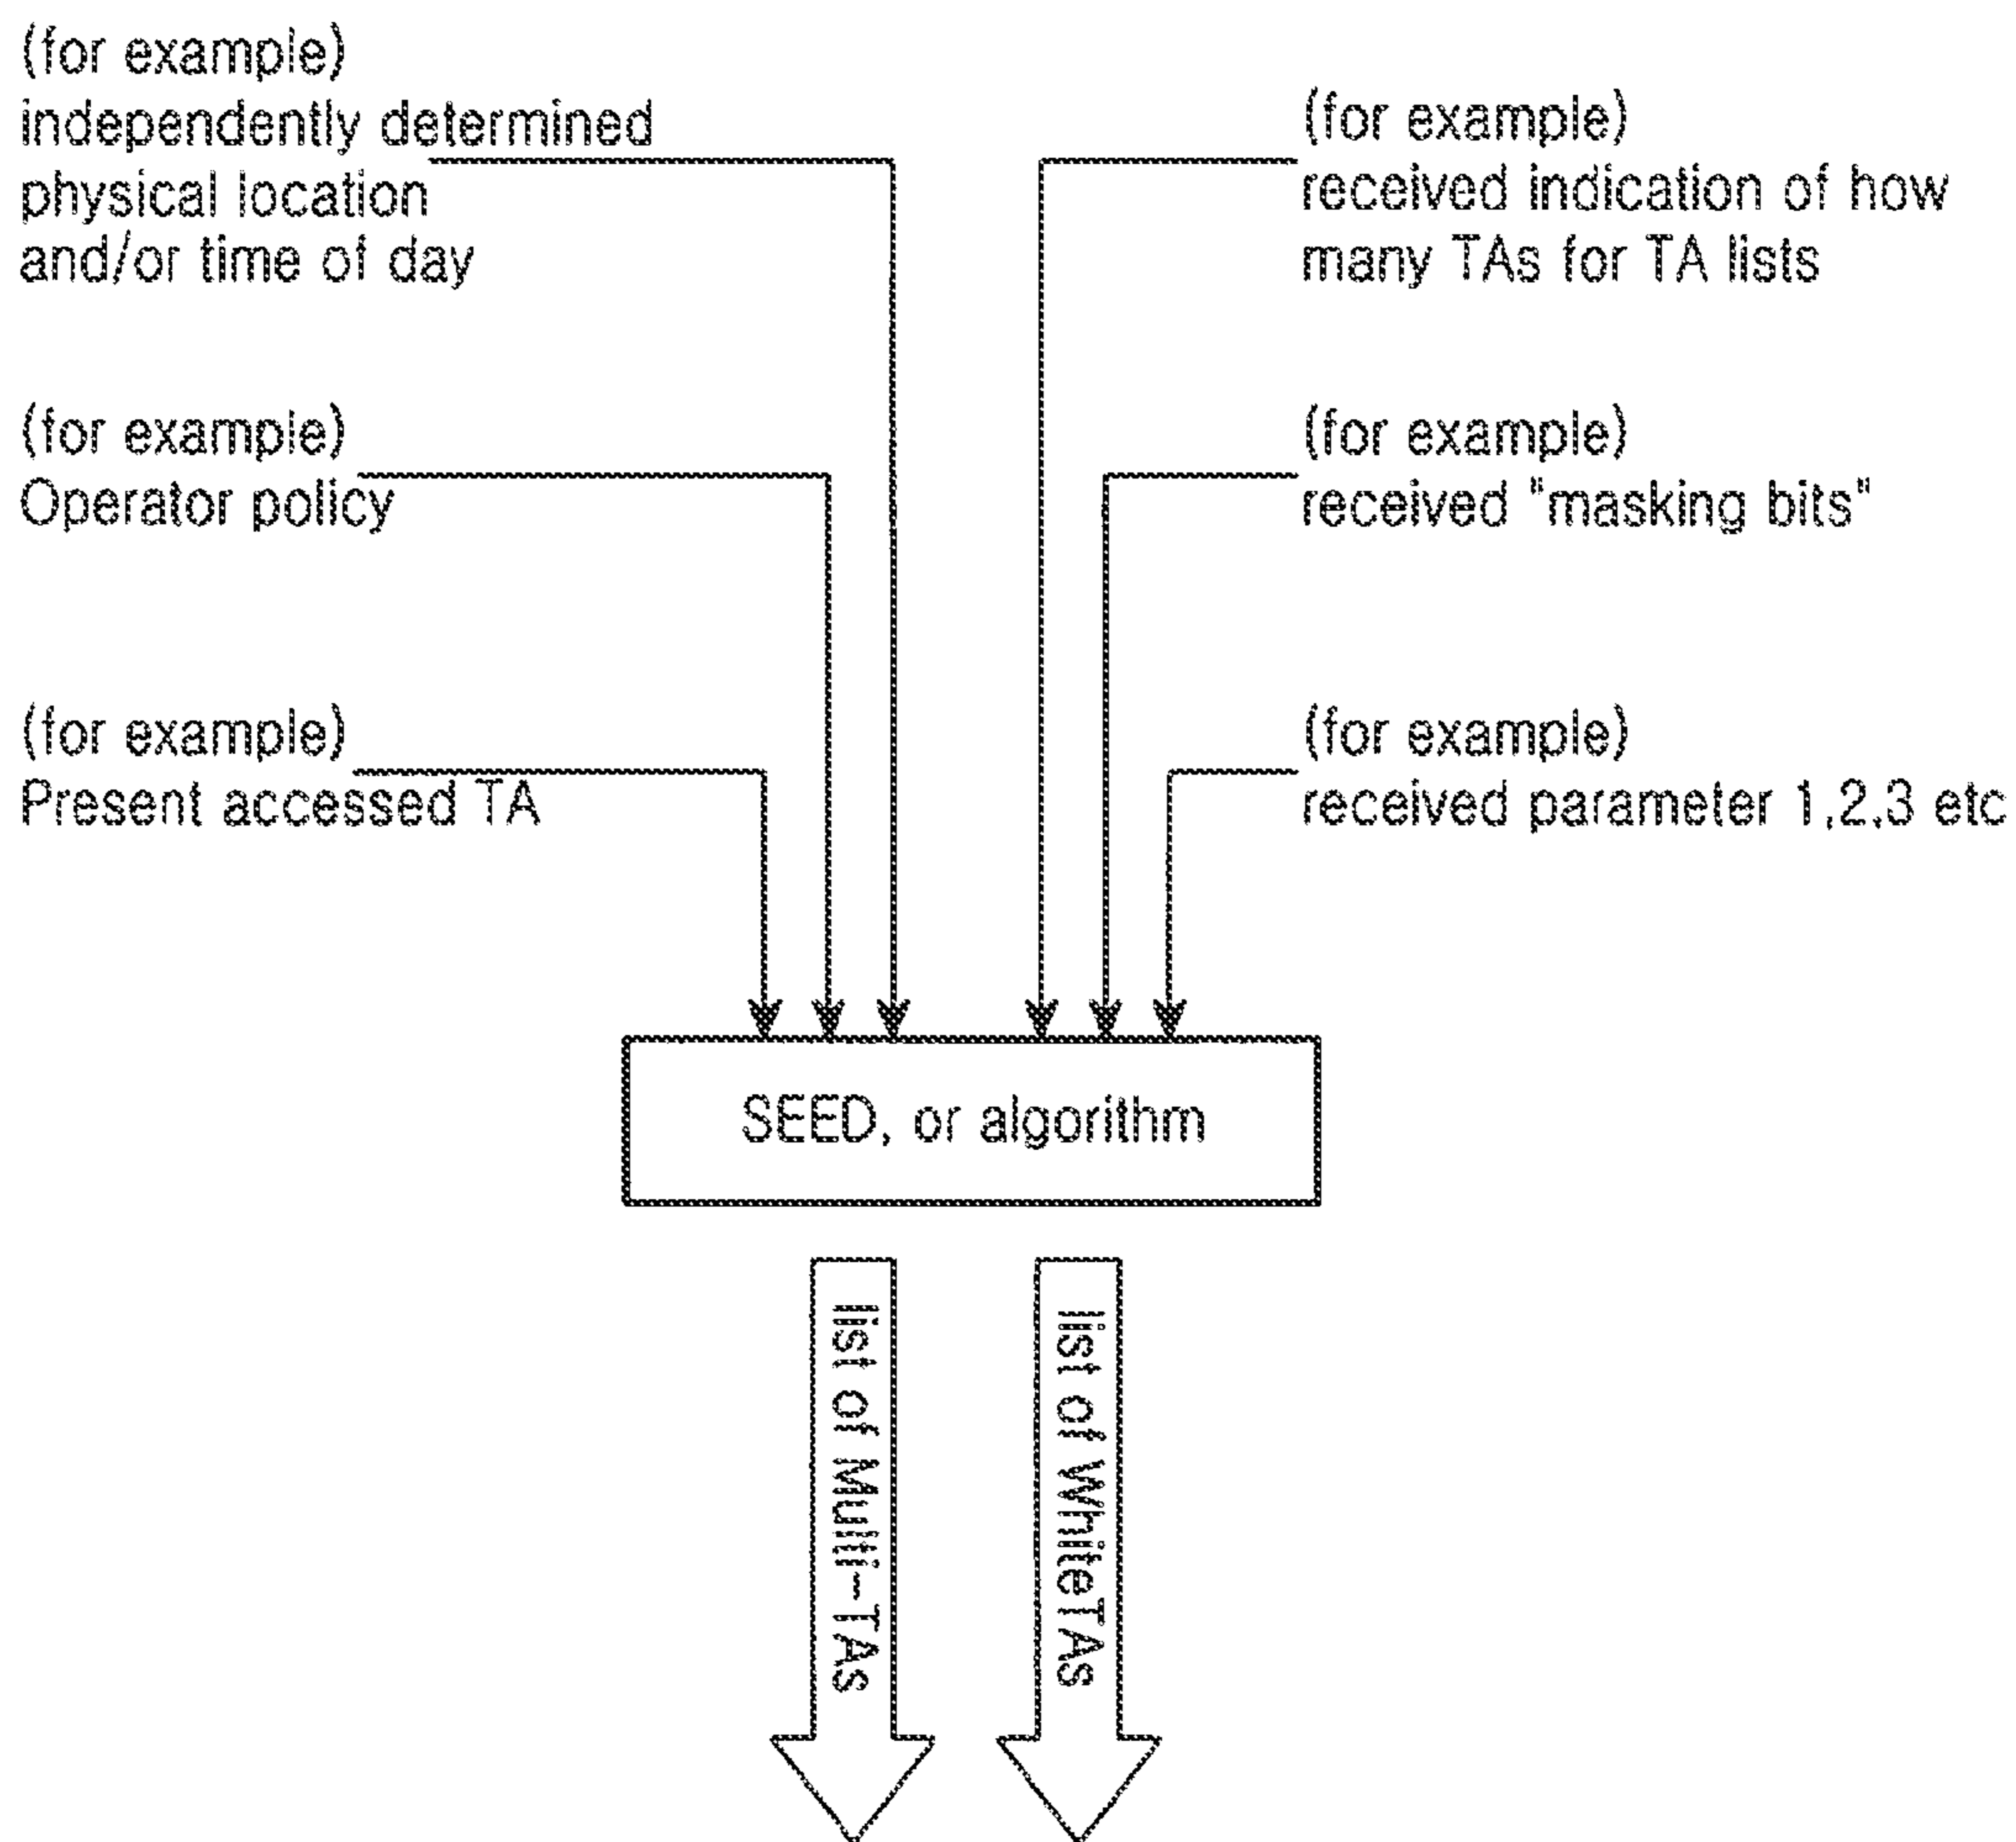 (for example)
independently determined
physical location
and/or time of day
(for example)
received indication of how
many TAs for TA lists
(for example)
Operator policy
(for example)
received "masking bits"
(for example)
Present accessed TA
(for example)
received parameter 1,2,3 etc
SEED, or algorithm
list of Multi-TAs
list of WhiteTAs